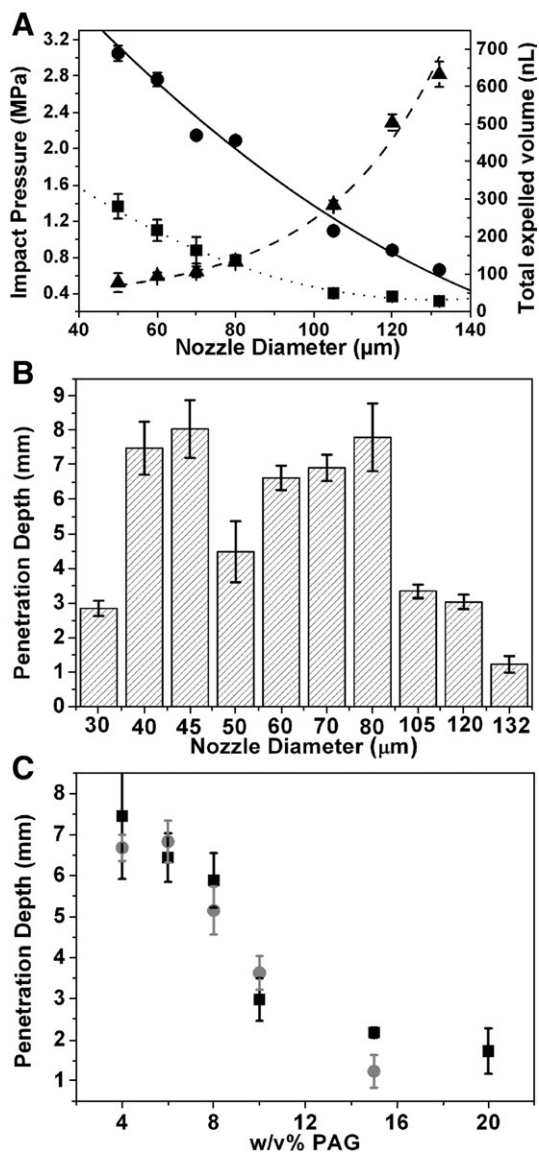 A
3.2
2.8
2.4
2.0
1.6
1.2
0.8
0.4
Impact Pressure (MPa)
700
600
500
400
300
200
100
0
Total expelled volume (nL)
40 60 80 100 120 140
Nozzle Diameter (µm)
B
9
8
7
6
5
4
3
2
1
0
Penetration Depth (mm)
30 40 45 50 60 70 80 105 120 132
Nozzle Diameter (µm)
C
8
7
6
5
4
3
2
1
Penetration Depth (mm)
4 8 12 16 20
w/v% PAG